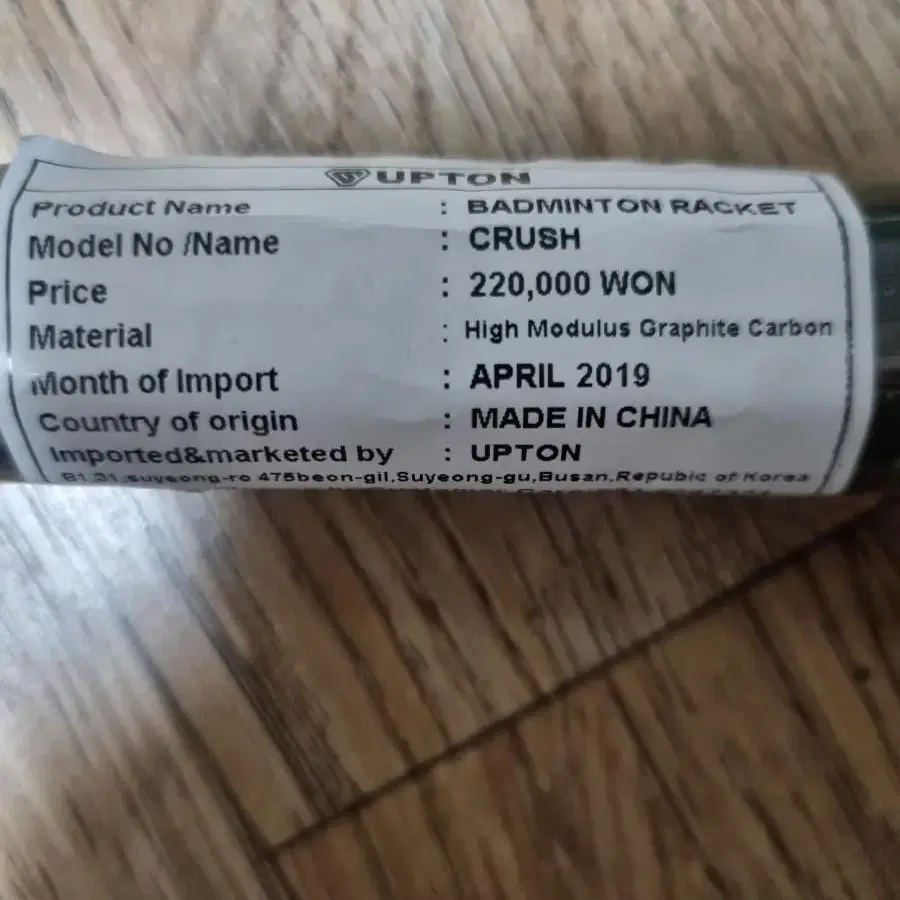 UPTON
Product Name : BADMINTON RACKET
Model No /Name : CRUSH
Price : 220,000 WON
Material : High Modulus Graphite Carbon
Month of Import : APRIL 2019
Country of origin : MADE IN CHINA
Imported&marketed by : UPTON
B1,31,suyeong-ro 475beon-gil,Suyeong-gu,Busan,Republic of Korea